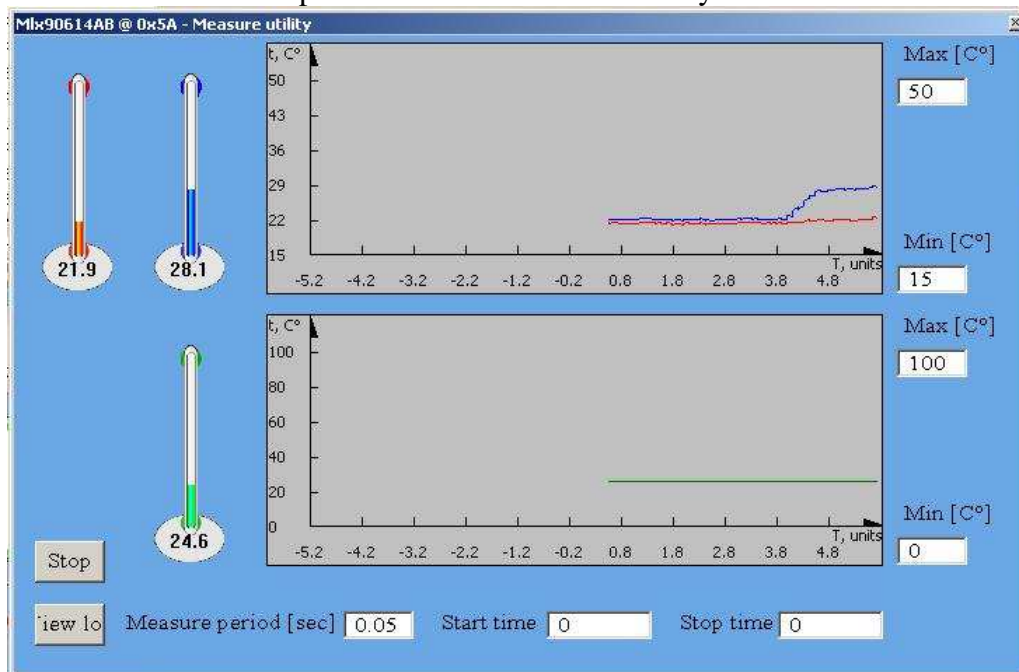 Mlx90614AB @ 0x5A - Measure utility
t, C°
50
43
36
29
22
15
-5.2 -4.2 -3.2 -2.2 -1.2 -0.2 0.8 1.8 2.8 3.8 4.8
T, units
Max [C°]
50
Min [C°]
15
21.9
28.1
t, C°
100
80
60
40
20
0
-5.2 -4.2 -3.2 -2.2 -1.2 -0.2 0.8 1.8 2.8 3.8 4.8
T, units
Max [C°]
100
Min [C°]
0
24.6
Stop
iew lo
Measure period [sec] 0.05 Start time 0 Stop time 0